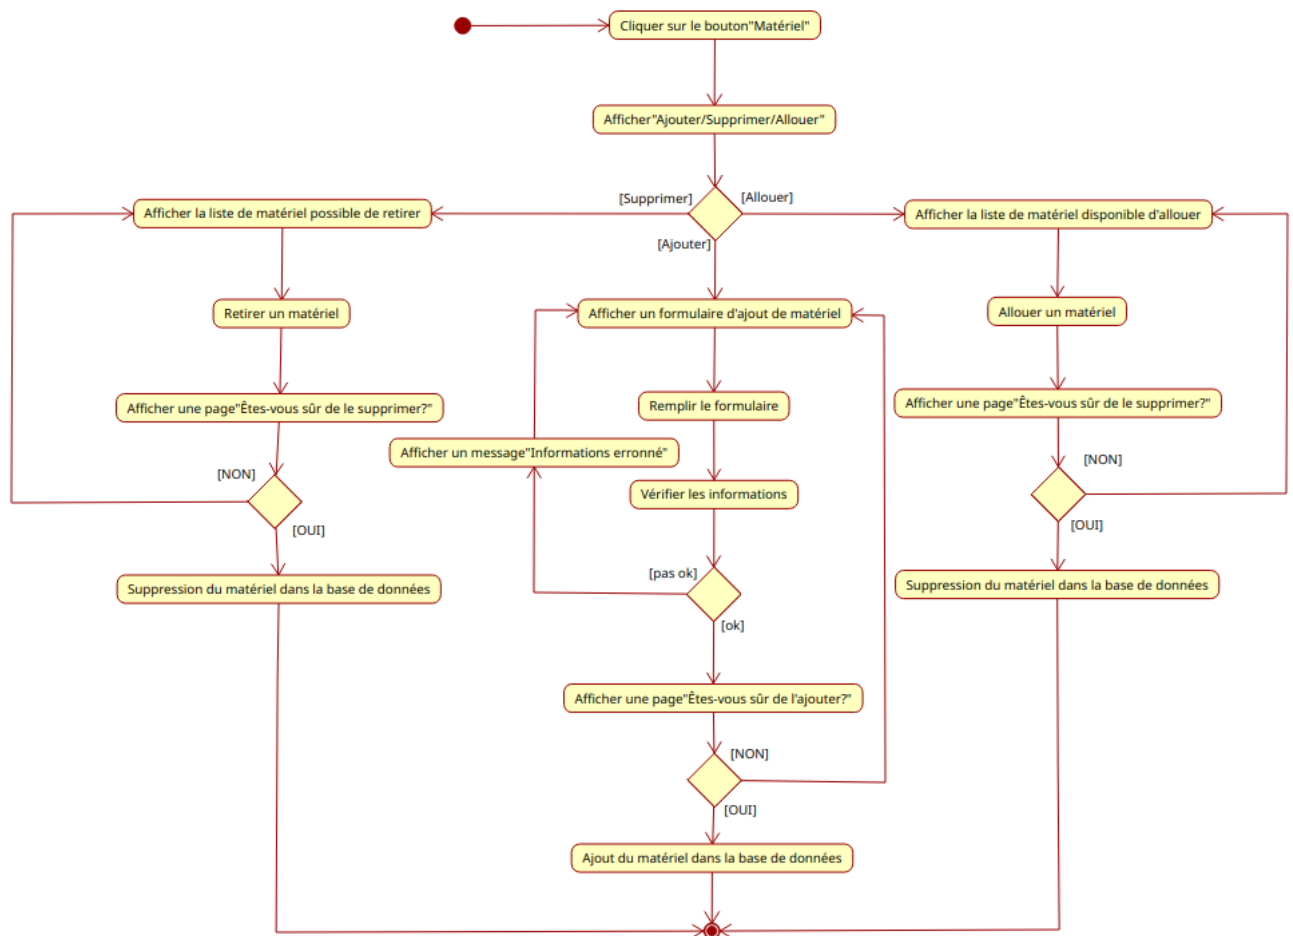 Cliquer sur le bouton"Matériel"
Afficher"Ajouter/Supprimer/Allouer"
[Supprimer]
[Allouer]
Afficher la liste de matériel possible de retirer
Afficher la liste de matériel disponible d'allouer
[Ajouter]
Retirer un matériel
Afficher un formulaire d'ajout de matériel
Allouer un matériel
Afficher une page"Êtes-vous sûr de le supprimer?"
Remplir le formulaire
Afficher une page"Êtes-vous sûr de le supprimer?"
Afficher un message"Informations erronné"
[NON]
[NON]
Vérifier les informations
[OUI]
[OUI]
[pas ok]
Suppression du matériel dans la base de données
Suppression du matériel dans la base de données
[ok]
Afficher une page"Êtes-vous sûr de l'ajouter?"
[NON]
[OUI]
Ajout du matériel dans la base de données